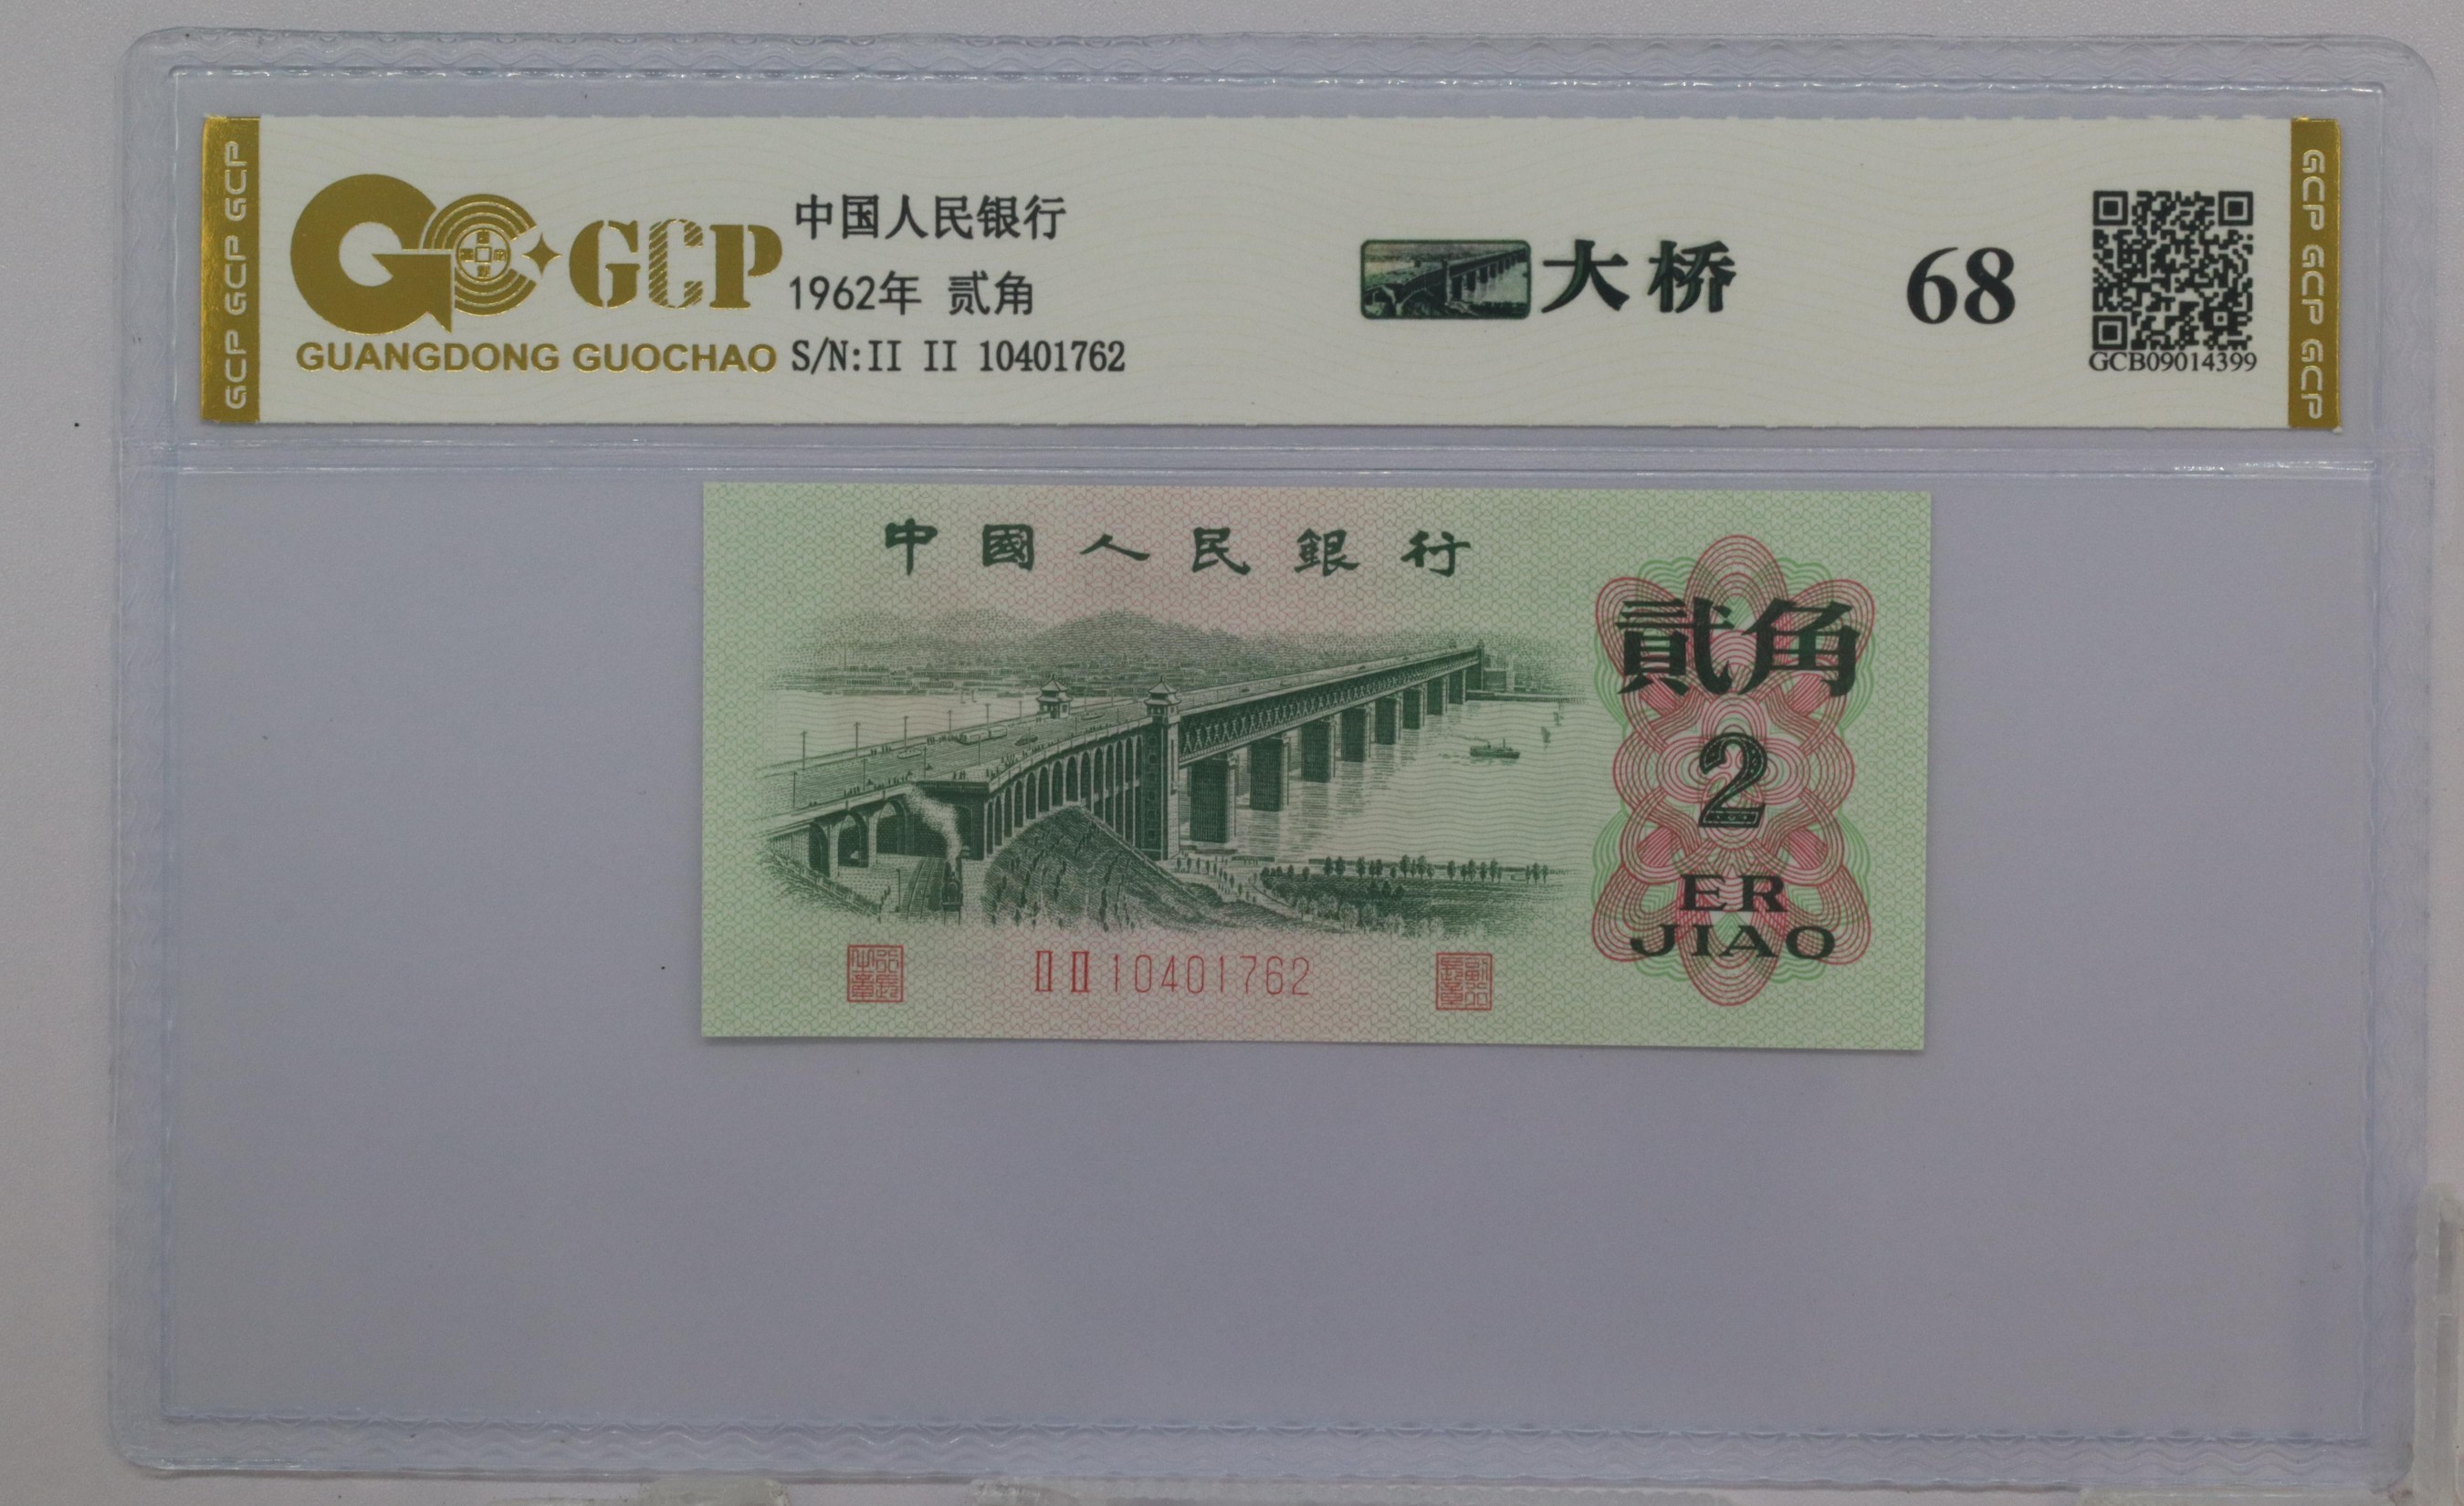 GCP GCP GCP
GCP
GUANGDONG GUOCHAO
中国人民银行
1962年 贰角
S/N:II II 10401762
大桥
68
GCB09014399
GCP GCP GCP
中國人民銀行
貳角
2
ER
JIAO
II II 10401762